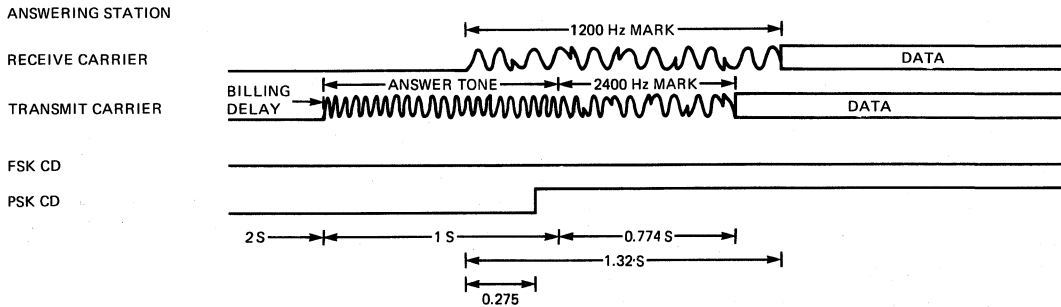 ANSWERING STATION
1200 Hz MARK
RECEIVE CARRIER
DATA
BILLING DELAY
ANSWER TONE
2400 Hz MARK
TRANSMIT CARRIER
DATA
FSK CD
PSK CD
2 S
1 S
0.774 S
1.32 S
0.275